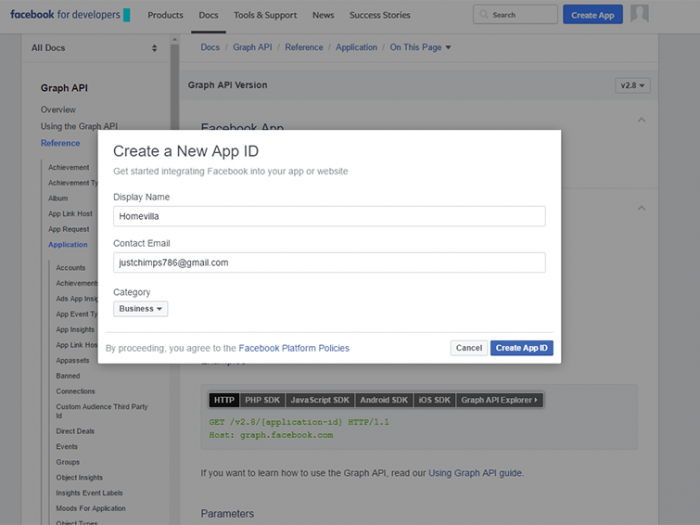 facebook for developers
Products Docs Tools & Support News Success Stories
Search
Create App
All Docs
Docs / Graph API / Reference / Application / On This Page
Graph API
Overview
Using the Graph API
Reference
Achievement
Achievement Ty
Album
App Link Host
App Request
Application
Accounts
Achievement
Ads App Insig
App Event Ty
App Insights
App Link Hos
Appassets
Banned
Connections
Custom Audience Third Party
Id
Direct Deals
Events
Groups
Object Insights
Insights Event Labels
Moods For Application
Object Types
Graph API Version
v2.8
Facebook App
Create a New App ID
Get started integrating Facebook into your app or website
Display Name
Homevilla
Contact Email
justchimps786@gmail.com
Category
Business
By proceeding, you agree to the Facebook Platform Policies
Cancel
Create App ID
Examples
HTTP PHP SDK JavaScript SDK Android SDK iOS SDK Graph API Explorer
GET /v2.8/{application-id} HTTP/1.1
Host: graph.facebook.com
If you want to learn how to use the Graph API, read our Using Graph API guide.
Parameters